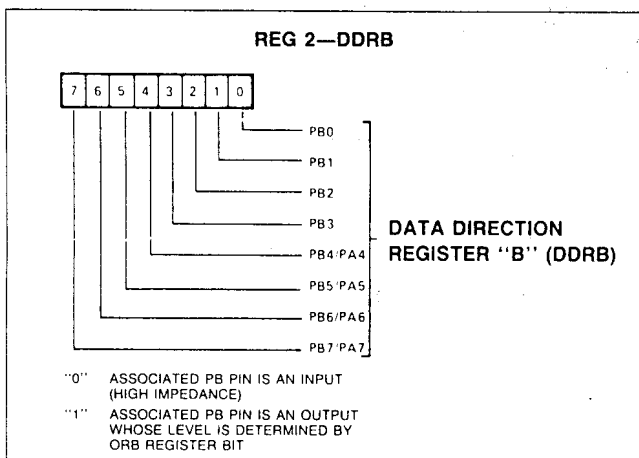 REG 2—DDRB
7 6 5 4 3 2 1 0
PB0
PB1
PB2
PB3
PB4/PA4
PB5/PA5
PB6/PA6
PB7/PA7
DATA DIRECTION
REGISTER "B" (DDRB)
"0" ASSOCIATED PB PIN IS AN INPUT
(HIGH IMPEDANCE)
"1" ASSOCIATED PB PIN IS AN OUTPUT
WHOSE LEVEL IS DETERMINED BY
ORB REGISTER BIT